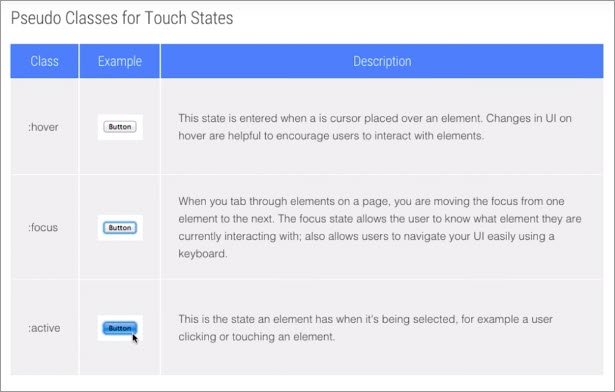 Pseudo Classes for Touch States
Class Example Description
:hover
Button
This state is entered when a is cursor placed over an element. Changes in UI on
hover are helpful to encourage users to interact with elements.
:focus
Button
When you tab through elements on a page, you are moving the focus from one
element to the next. The focus state allows the user to know what element they are
currently interacting with; also allows users to navigate your UI easily using a
keyboard.
:active
Button
This is the state an element has when it's being selected, for example a user
clicking or touching an element.